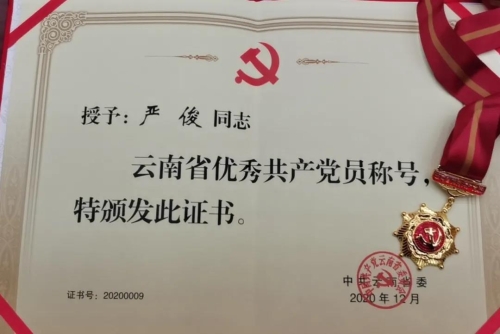 授予：严俊同志
云南省优秀共产党员称号，
特颁发此证书。
中共云南省委
2020年12月
证书号：20200009